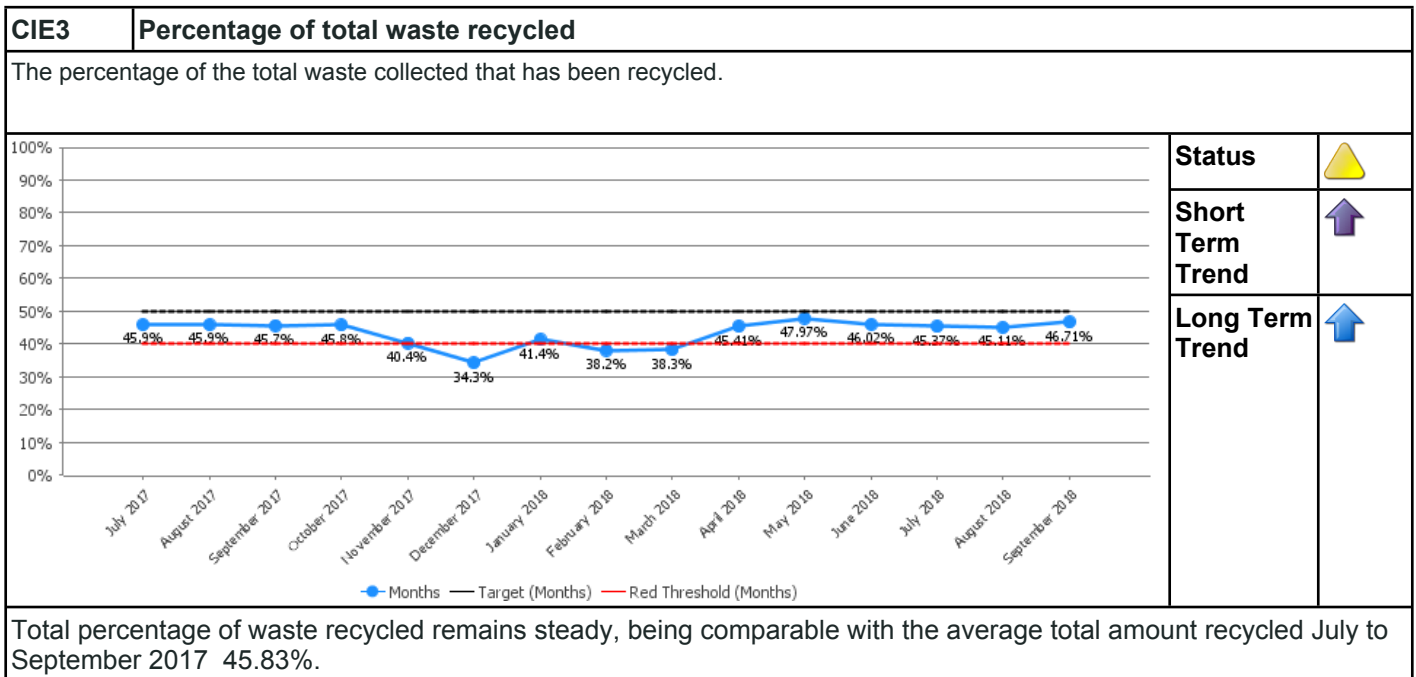 CIE3 Percentage of total waste recycled
The percentage of the total waste collected that has been recycled.
100%
90%
80%
70%
60%
50%
40%
30%
20%
10%
0%
45.9% 45.9% 45.7% 45.8% 40.4% 34.3% 41.4% 38.2% 38.3% 45.41% 47.97% 46.02% 45.37% 45.11% 46.71%
July 2017 August 2017 September 2017 October 2017 November 2017 December 2017 January 2018 February 2018 March 2018 April 2018 May 2018 June 2018 July 2018 August 2018 September 2018
Months Target (Months) Red Threshold (Months)
Status
Short
Term
Trend
Long Term
Trend
Total percentage of waste recycled remains steady, being comparable with the average total amount recycled July to
September 2017 45.83%.